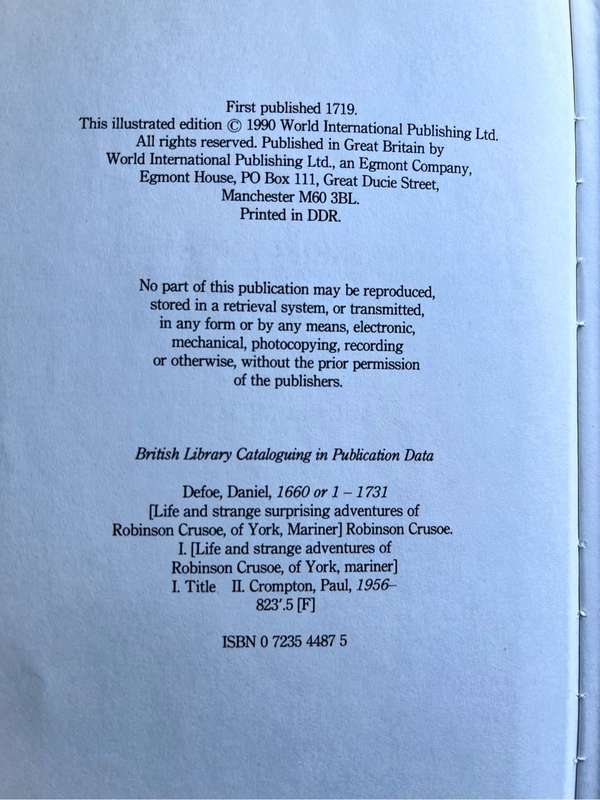 First published 1719.
This illustrated edition © 1990 World International Publishing Ltd.
All rights reserved. Published in Great Britain by
World International Publishing Ltd., an Egmont Company,
Egmont House, PO Box 111, Great Ducie Street,
Manchester M60 3BL.
Printed in DDR.
No part of this publication may be reproduced,
stored in a retrieval system, or transmitted,
in any form or by any means, electronic,
mechanical, photocopying, recording
or otherwise, without the prior permission
of the publishers.
British Library Cataloguing in Publication Data
Defoe, Daniel, 1660 or 1 – 1731
[Life and strange surprising adventures of
Robinson Crusoe, of York, Mariner] Robinson Crusoe.
I. [Life and strange adventures of
Robinson Crusoe, of York, mariner]
I. Title II. Crompton, Paul, 1956–
823'.5 [F]
ISBN 0 7235 4487 5